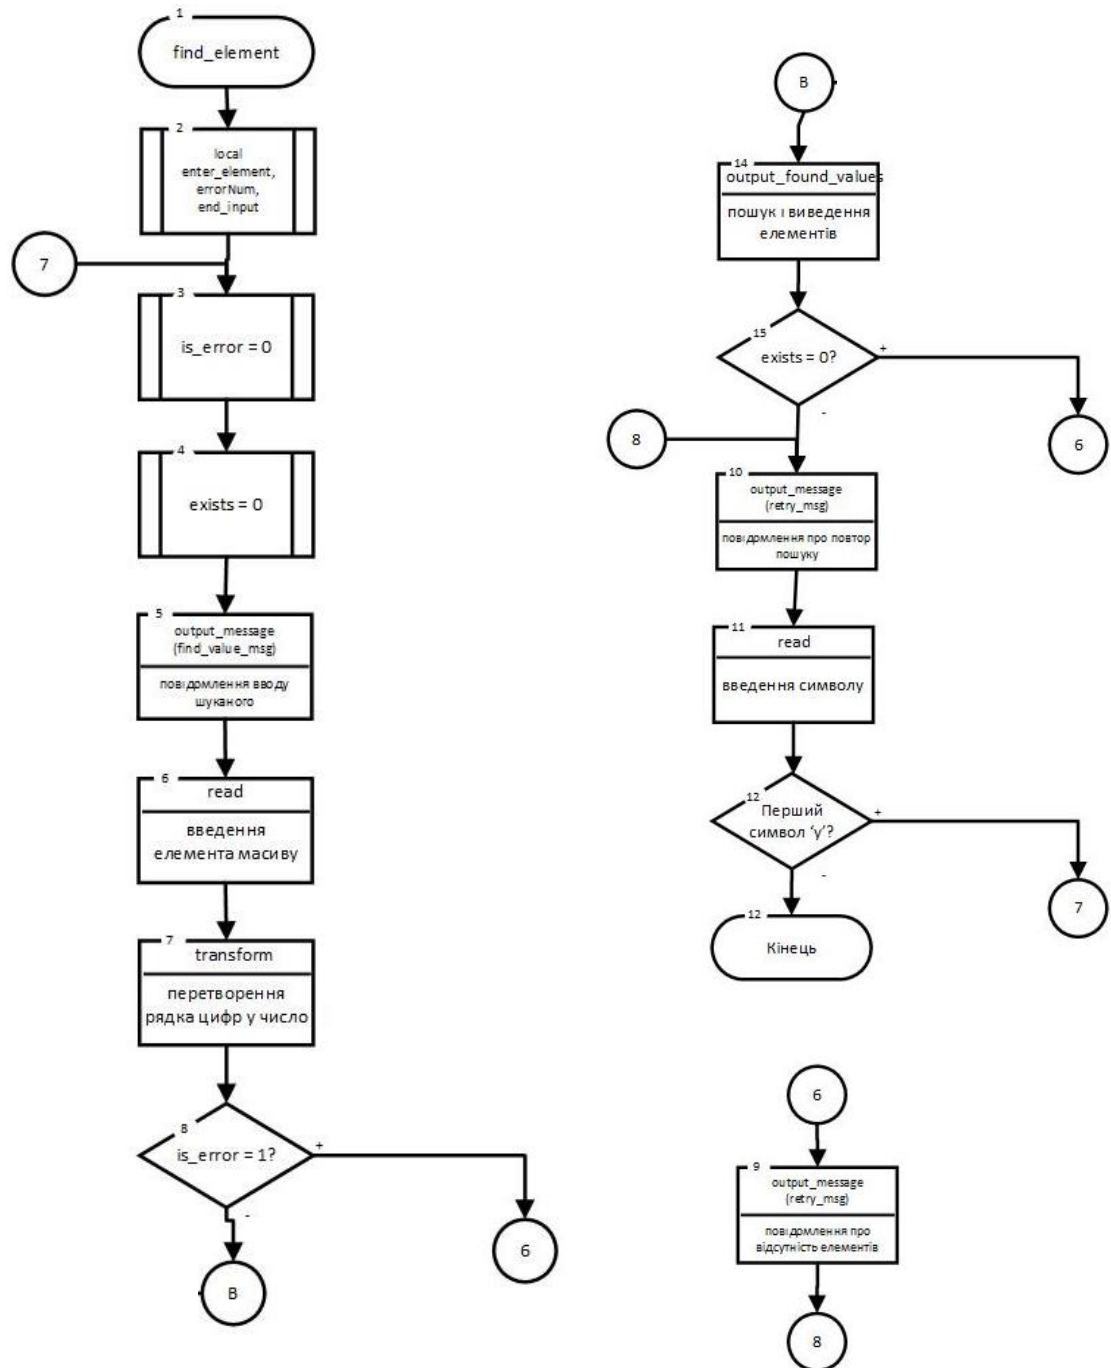 1
find_element
2
local
enter_element,
errorNum,
end_input
7
3
is_error = 0
4
exists = 0
5
output_message
(find_value_msg)
повідомлення вводу
шуканого
6
read
введення
елемента масиву
7
transform
перетворення
рядка цифр у число
8
is_error = 1?
+
-
6
B
B
14
output_found_values
пошук і виведення
елементів
15
exists = 0?
+
-
6
8
10
output_message
(retry_msg)
повідомлення про повтор
пошуку
11
read
введення символу
12
Перший
символ ‘y’?
+
-
7
12
Кінець
6
9
output_message
(retry_msg)
повідомлення про
відсутність елементів
8